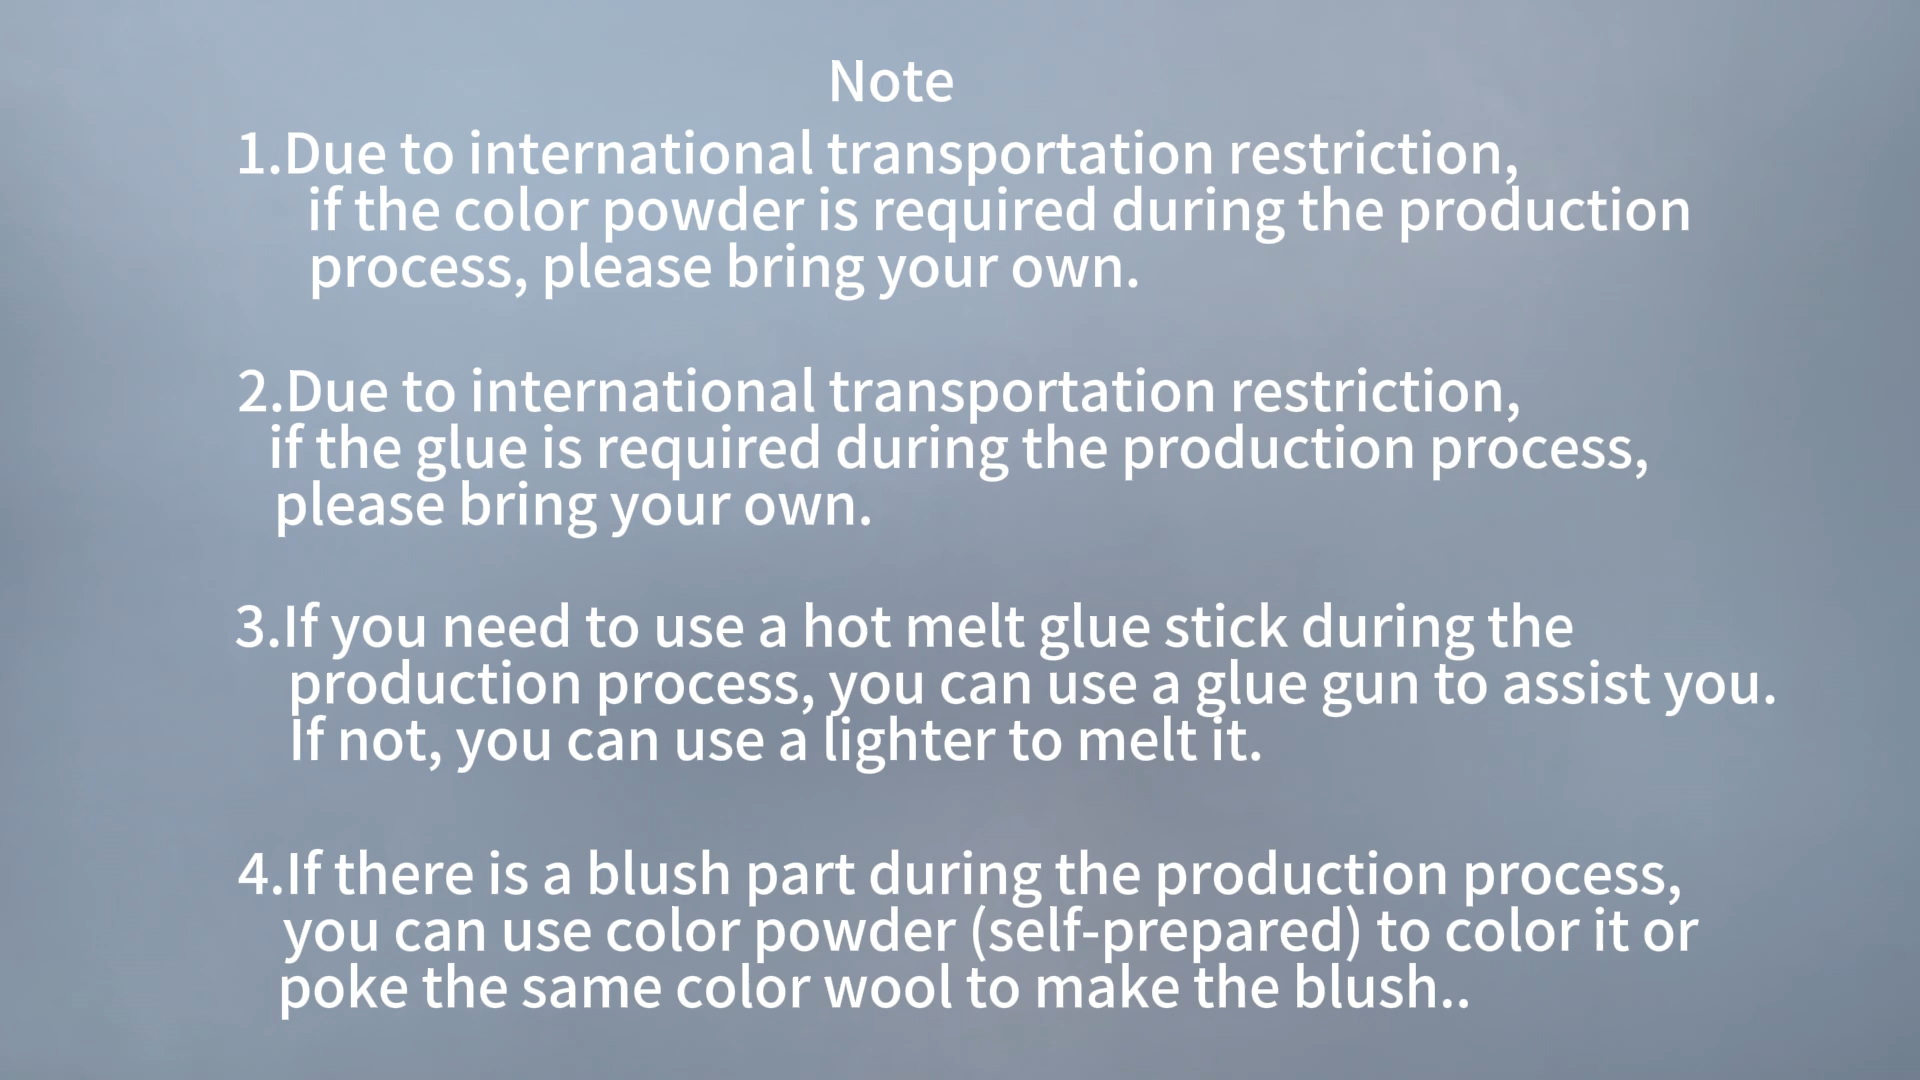 Note
1.Due to international transportation restriction,
if the color powder is required during the production
process, please bring your own.
2.Due to international transportation restriction,
if the glue is required during the production process,
please bring your own.
3.If you need to use a hot melt glue stick during the
production process, you can use a glue gun to assist you.
If not, you can use a lighter to melt it.
4.If there is a blush part during the production process,
you can use color powder (self-prepared) to color it or
poke the same color wool to make the blush..